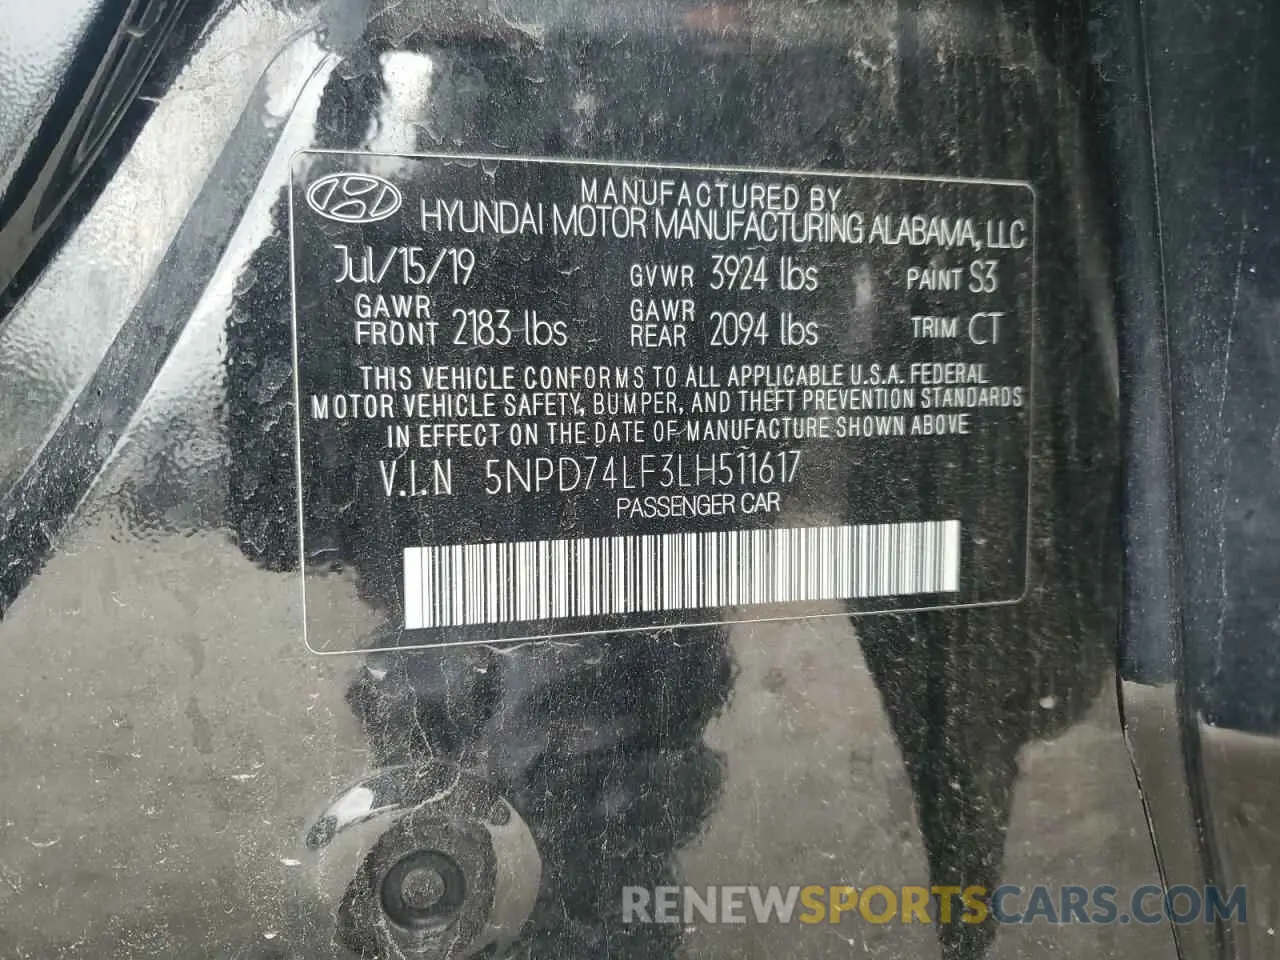 MANUFACTURED BY
HYUNDAI MOTOR MANUFACTURING ALABAMA, LLC
Jul/15/19 GVWR 3924 lbs PAINT S3
GAWR FRONT 2183 lbs GAWR REAR 2094 lbs TRIM CT
THIS VEHICLE CONFORMS TO ALL APPLICABLE U.S.A. FEDERAL
MOTOR VEHICLE SAFETY, BUMPER, AND THEFT PREVENTION STANDARDS
IN EFFECT ON THE DATE OF MANUFACTURE SHOWN ABOVE
V.I.N 5NPD74LF3LH511617
PASSENGER CAR
RENEWSPORTSCARS.COM